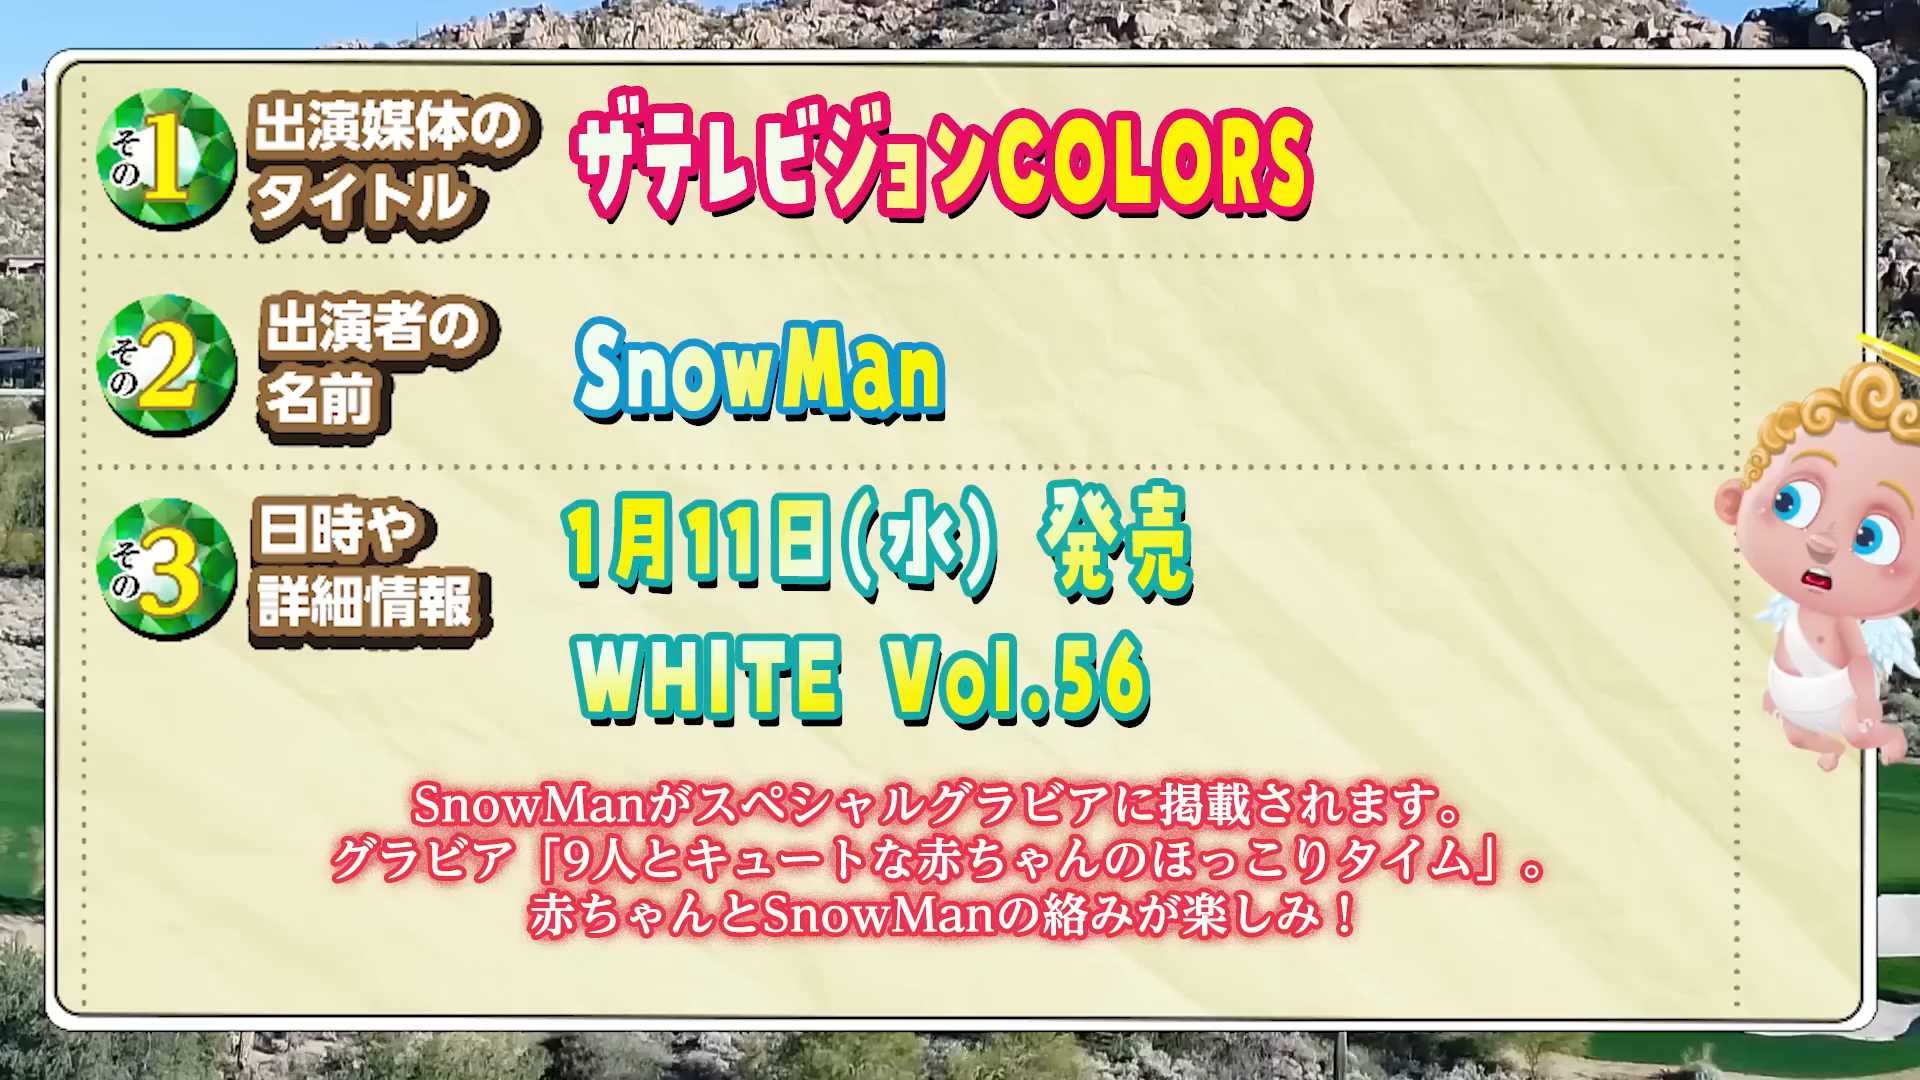 その1
出演媒体の
タイトル
ザテレビジョンCOLORS
その2
出演者の
名前
SnowMan
その3
日時や
詳細情報
1月11日(水) 発売
WHITE Vol.56
SnowManがスペシャルグラビアに掲載されます。
グラビア「9人とキュートな赤ちゃんのほっこりタイム」。
赤ちゃんとSnowManの絡みが楽しみ！